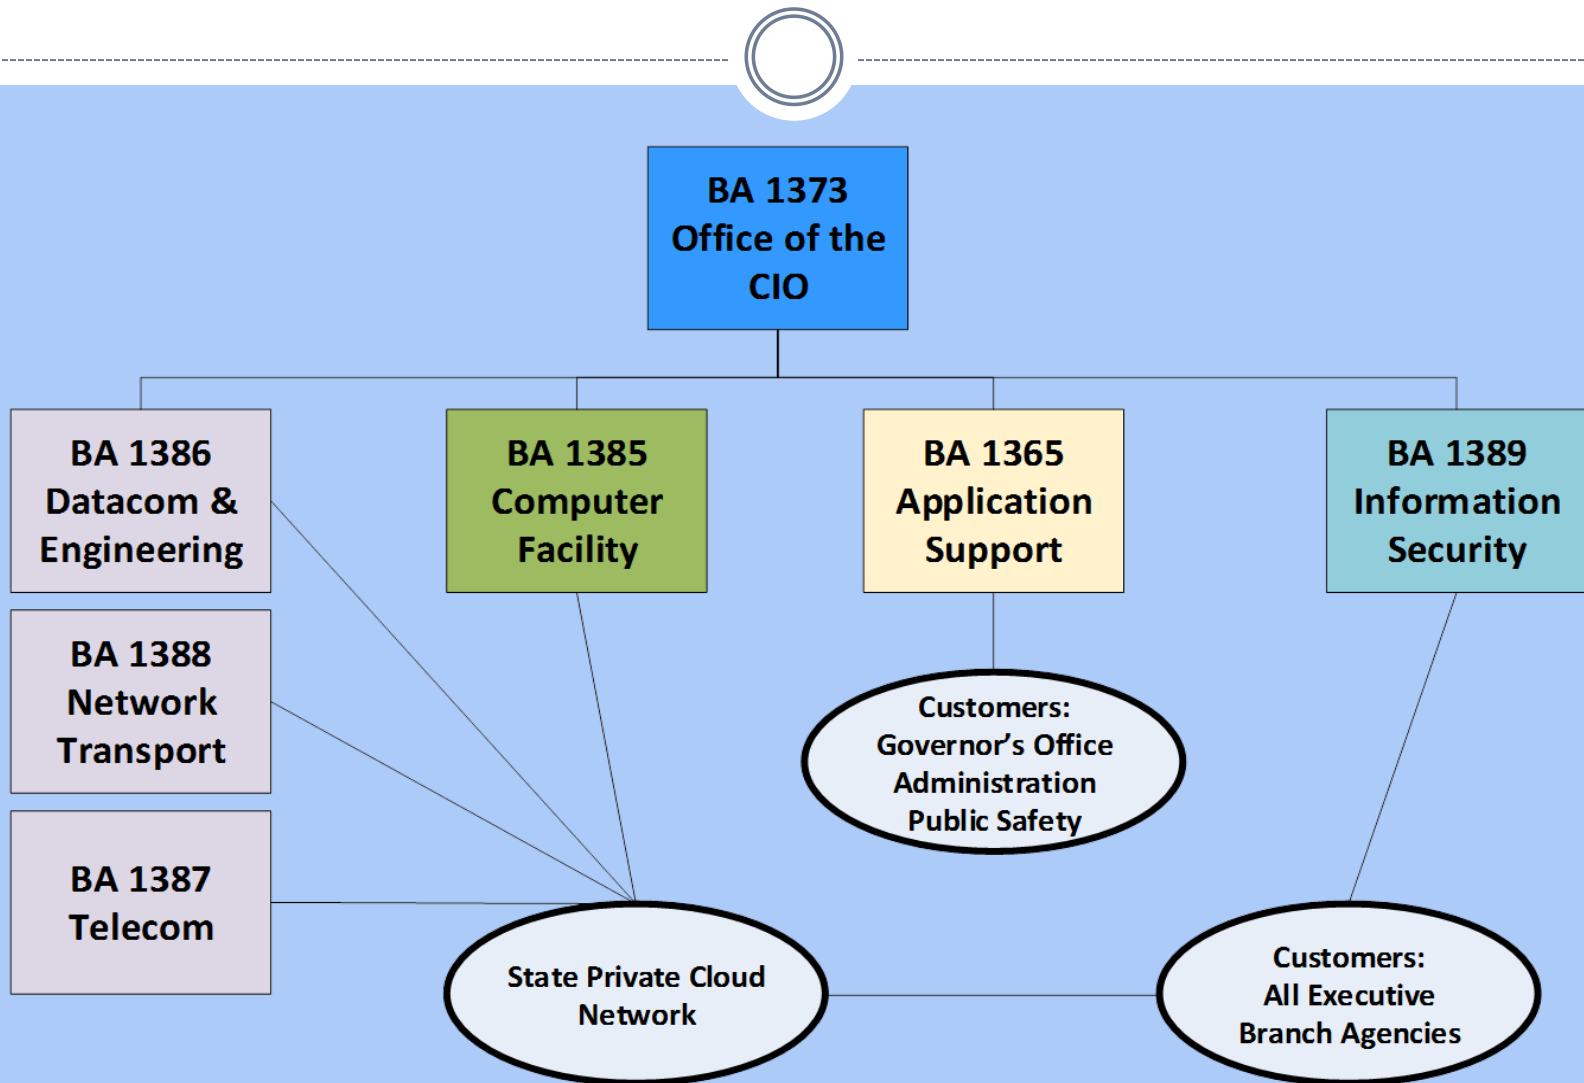 BA 1373
Office of the
CIO
BA 1386
Datacom &
Engineering
BA 1385
Computer
Facility
BA 1365
Application
Support
BA 1389
Information
Security
BA 1388
Network
Transport
Customers:
Governor’s Office
Administration
Public Safety
BA 1387
Telecom
State Private Cloud
Network
Customers:
All Executive
Branch Agencies